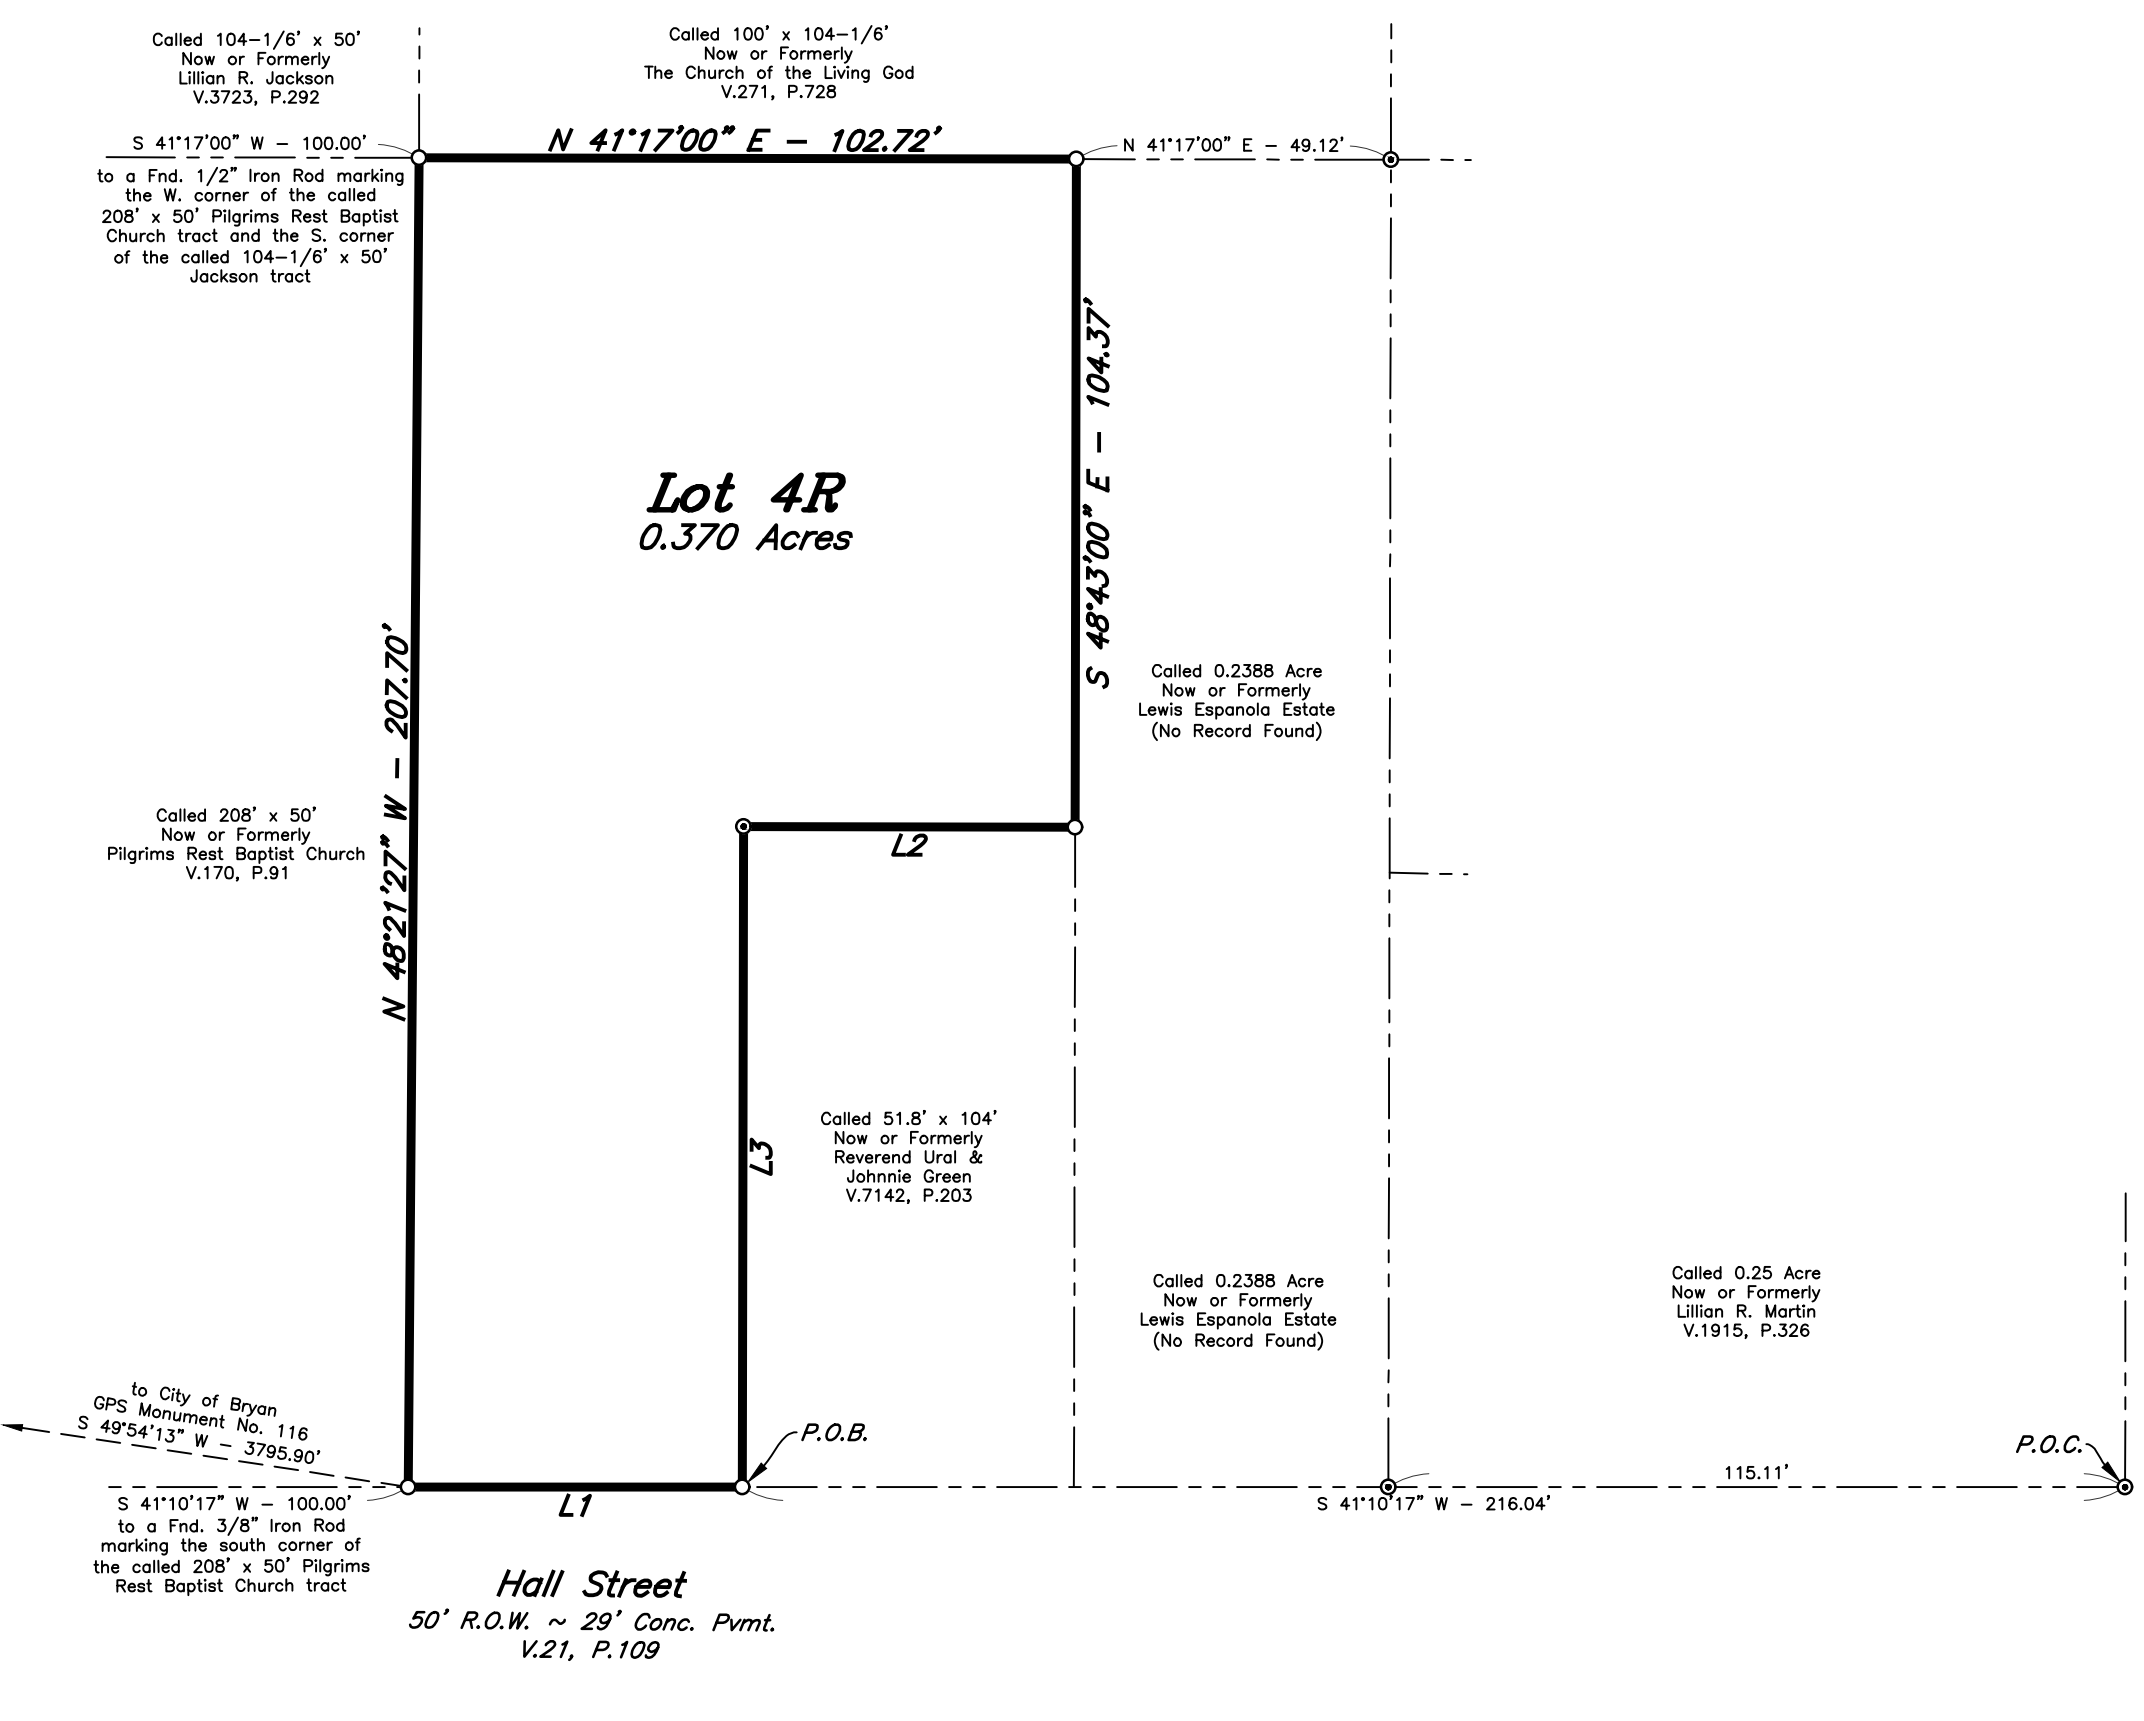 Called 104-1/6' x 50'
Now or Formerly
Lillian R. Jackson
V.3723, P.292
Called 100' x 104-1/6'
Now or Formerly
The Church of the Living God
V.271, P.728
S 41°17'00" W - 100.00'
to a Fnd. 1/2" Iron Rod marking
the W. corner of the called
208' x 50' Pilgrims Rest Baptist
Church tract and the S. corner
of the called 104-1/6' x 50'
Jackson tract
N 41°17'00" E - 102.72'
N 41°17'00" E - 49.12'
S 48°43'00" E - 104.37'
Lot 4R
0.370 Acres
N 48°21'27" W - 207.70'
Called 0.2388 Acre
Now or Formerly
Lewis Espanola Estate
(No Record Found)
Called 208' x 50'
Now or Formerly
Pilgrims Rest Baptist Church
V.170, P.91
L2
L3
Called 51.8' x 104'
Now or Formerly
Reverend Ural &
Johnnie Green
V.7142, P.203
Called 0.2388 Acre
Now or Formerly
Lewis Espanola Estate
(No Record Found)
Called 0.25 Acre
Now or Formerly
Lillian R. Martin
V.1915, P.326
to City of Bryan
GPS Monument No. 116
S 49°54'13" W - 3795.90'
P.O.B.
P.O.C.
115.11'
S 41°10'17" W - 216.04'
S 41°10'17" W - 100.00'
to a Fnd. 3/8" Iron Rod
marking the south corner of
the called 208' x 50' Pilgrims
Rest Baptist Church tract
L1
Hall Street
50' R.O.W. ~ 29' Conc. Pvmt.
V.21, P.109